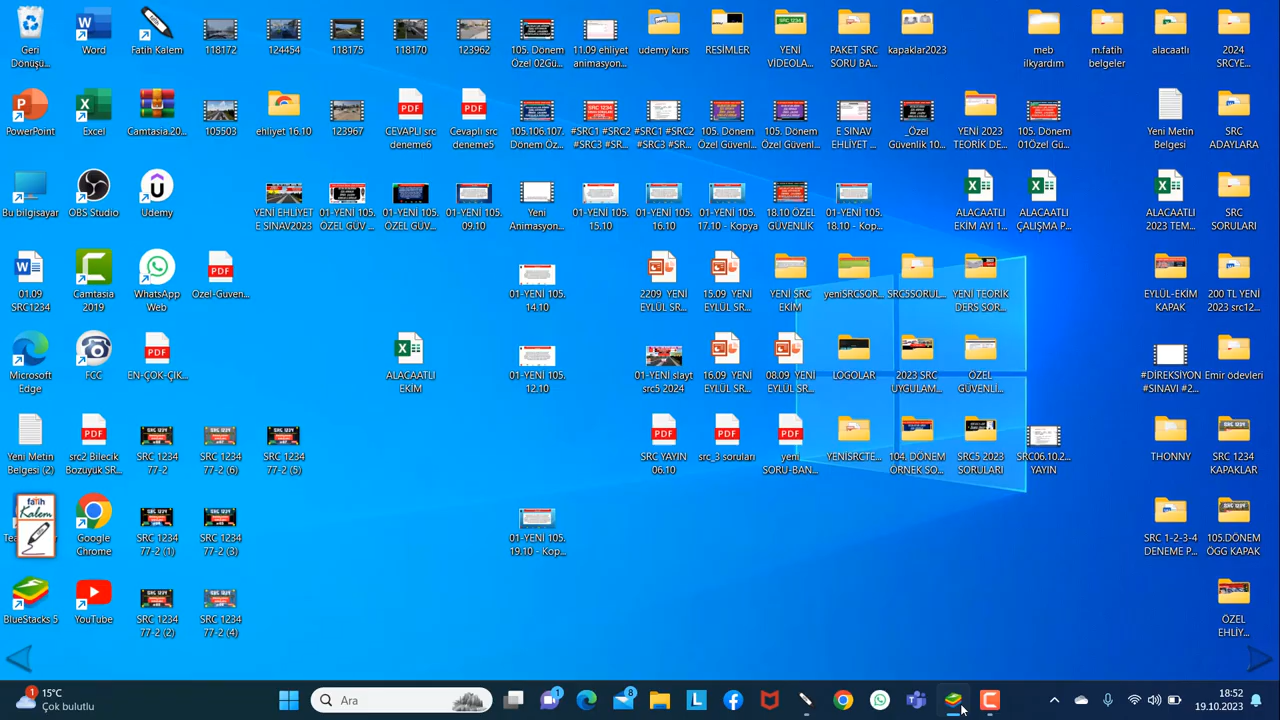 Geri Dönüşü...
Word
Fatih Kalem
118172
124454
118175
118170
123962
105. Dönem Özel 02Gü...
11.09 ehliyet anımasyon...
udemy kurs
RESİMLER
YENİ VİDEOLA...
PAKET SRC SORU BA...
kapaklar2023
meb ilkyardım
m.fatih belgeler
alacaatlı
2024 SRCYE...
PowerPoint
Excel
Camtasia.20...
105503
ehliyet 16.10
123967
CEVAPLI src deneme6
Cevaplı src deneme5
105.106.107. Dönem Öz...
#SRC1 #SRC2 #SRC3 #SR...
#SRC1 #SRC2 #SRC3 #SR...
105. Dönem Özel Güvenl...
105. Dönem Özel Güvenl...
E SINAV EHLİYET ...
_Özel Güvenlik 10...
YENİ 2023 TEORİK DE...
105. Dönem 01Özel Gü...
Yeni Metin Belgesi
SRC ADAYLARA
Bu bilgisayar
OBS Studio
Udemy
YENİ EHLİYET E SINAV2023
01-YENİ 105. ÖZEL GÜV ...
01-YENİ 105. ÖZEL GÜV...
01-YENİ 105. 09.10
Yeni Anımasyon...
01-YENİ 105. 15.10
01-YENİ 105. 16.10
01-YENİ 105. 17.10 - Kopya
18.10 ÖZEL GÜVENLİK
01-YENİ 105. 18.10 - Kop...
ALACAATLI EKİM AYI 1...
ALACAATLI ÇALIŞMA P...
ALACAATLI 2023 TEM...
SRC SORULARI
01.09 SRC1234
Camtasia 2019
WhatsApp Web
Ozel-Guven...
01-YENİ 105. 14.10
2209 YENİ EYLÜL SR...
15.09 YENİ EYLÜL SR...
YENİ SRC EKİM
yeniSRCSOR...
SRC5SORUL...
YENİ TEORİK DERS SOR...
EYLÜL-EKİM KAPAK
200 TL YENİ 2023 src12...
Microsoft Edge
FCC
EN-ÇOK-ÇIK...
ALACAATLI EKİM
01-YENİ 105. 12.10
01-YENİ slayt src5 2024
16.09 YENİ EYLÜL SR...
08.09 YENİ EYLÜL SR...
LOGOLAR
2023 SRC UYGULAM...
ÖZEL GÜVENLİ...
#DİREKSİYON #SINAVI #2...
Emir ödevleri
Yeni Metin Belgesi (2)
src2 Bilecik Bozüyük SR...
SRC 1234 77-2
SRC 1234 77-2 (6)
SRC 1234 77-2 (5)
SRC YAYIN 06.10
src_3 soruları
yeni SORU-BAN...
YENİSRCTE...
104. DÖNEM ÖRNEK SO...
SRC5 2023 SORULARI
SRC06.10.2... YAYIN
THONNY
SRC 1234 KAPAKLAR
fatih Kalem
Google Chrome
SRC 1234 77-2 (1)
SRC 1234 77-2 (3)
01-YENİ 105. 19.10 - Kop...
SRC 1-2-3-4 DENEME P...
105.DÖNEM ÖGG KAPAK
BlueStacks 5
YouTube
SRC 1234 77-2 (2)
SRC 1234 77-2 (4)
ÖZEL EHLİY...
1
15°C
Çok bulutlu
Ara
1
8
18:52
19.10.2023